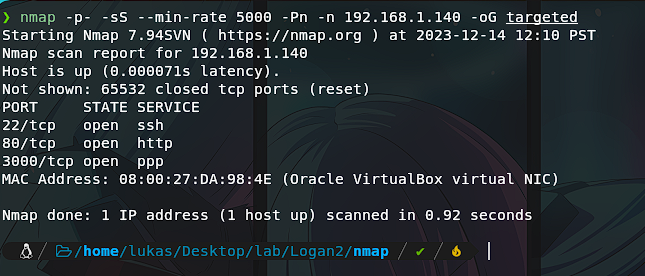 ❯ nmap -p- -sS --min-rate 5000 -Pn -n 192.168.1.140 -oG targeted
Starting Nmap 7.94SVN ( https://nmap.org ) at 2023-12-14 12:10 PST
Nmap scan report for 192.168.1.140
Host is up (0.000071s latency).
Not shown: 65532 closed tcp ports (reset)
PORT     STATE SERVICE
22/tcp   open  ssh
80/tcp   open  http
3000/tcp open  ppp
MAC Address: 08:00:27:DA:98:4E (Oracle VirtualBox virtual NIC)
Nmap done: 1 IP address (1 host up) scanned in 0.92 seconds
/ /home/lukas/Desktop/lab/Logan2/nmap / ✔ /